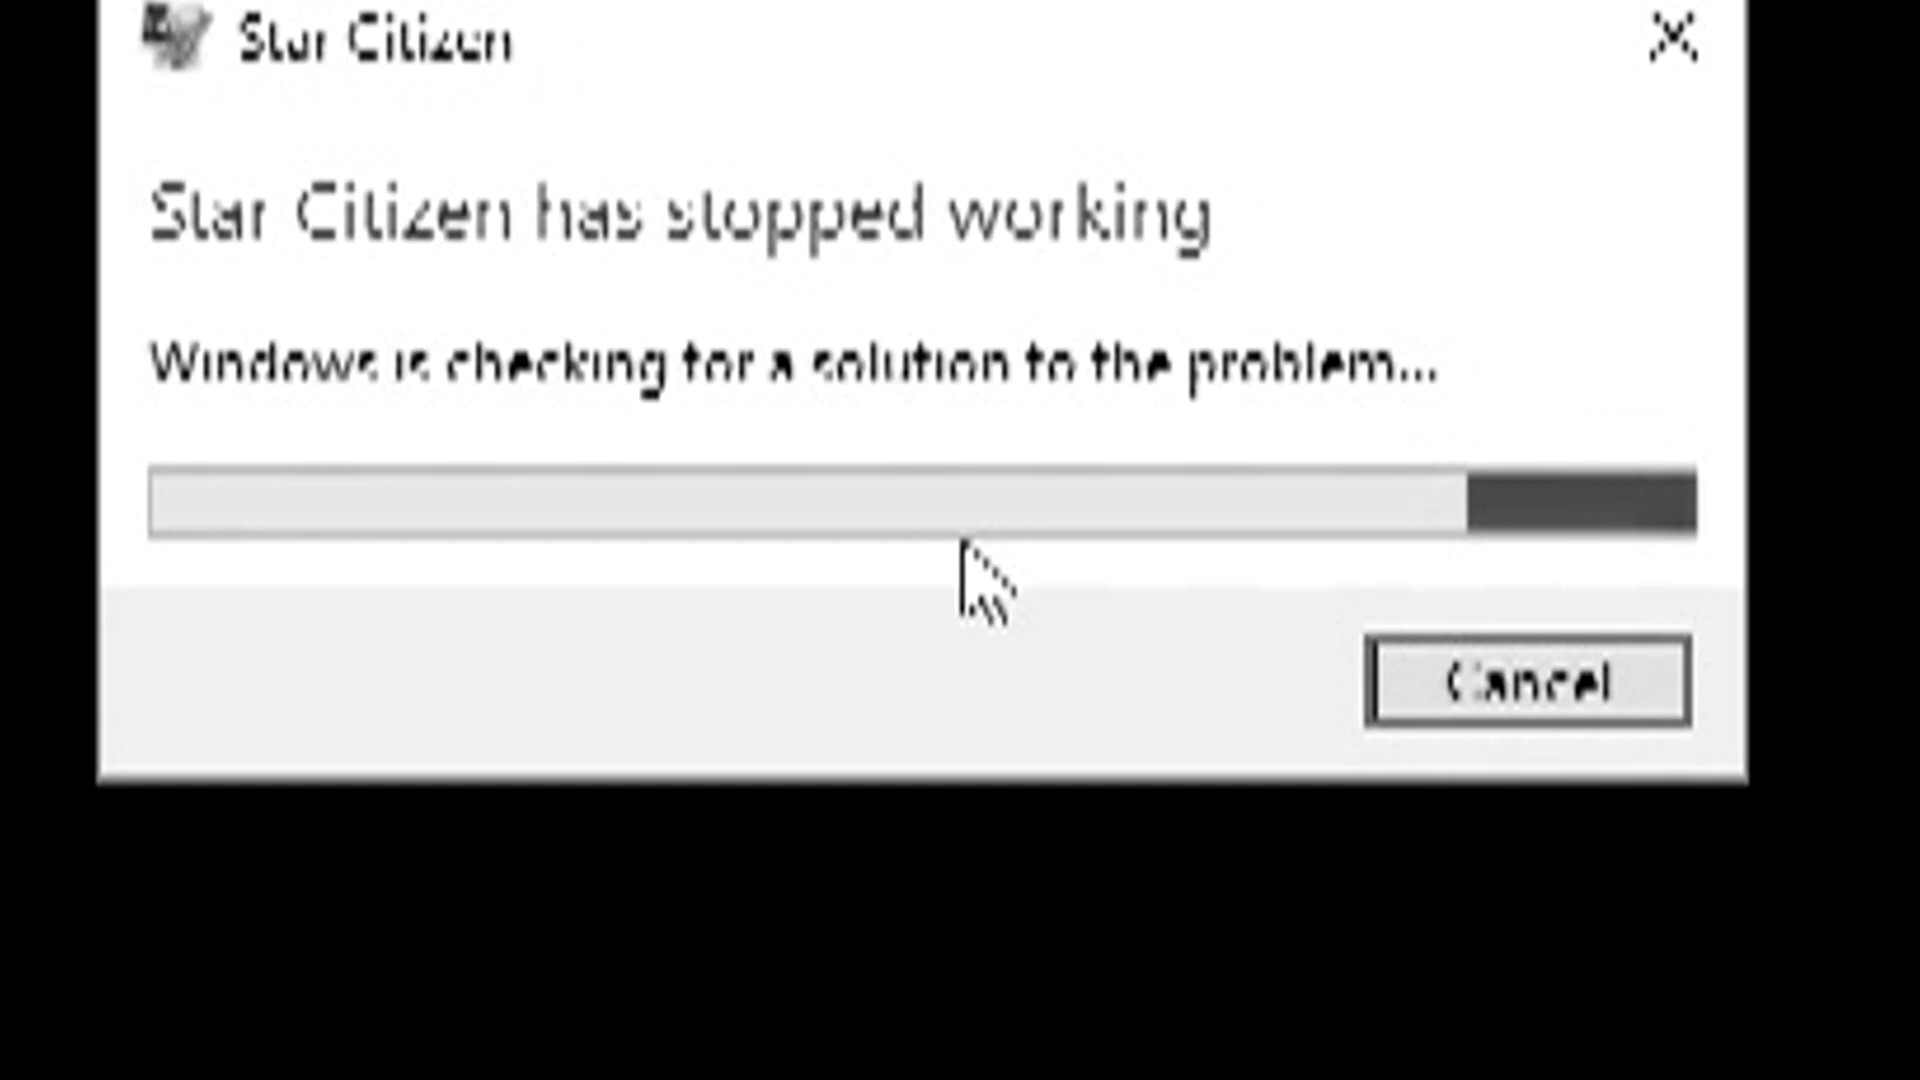 Star Citizen
Star Citizen has stopped working
Windows is checking for a solution to the problem...
Cancel